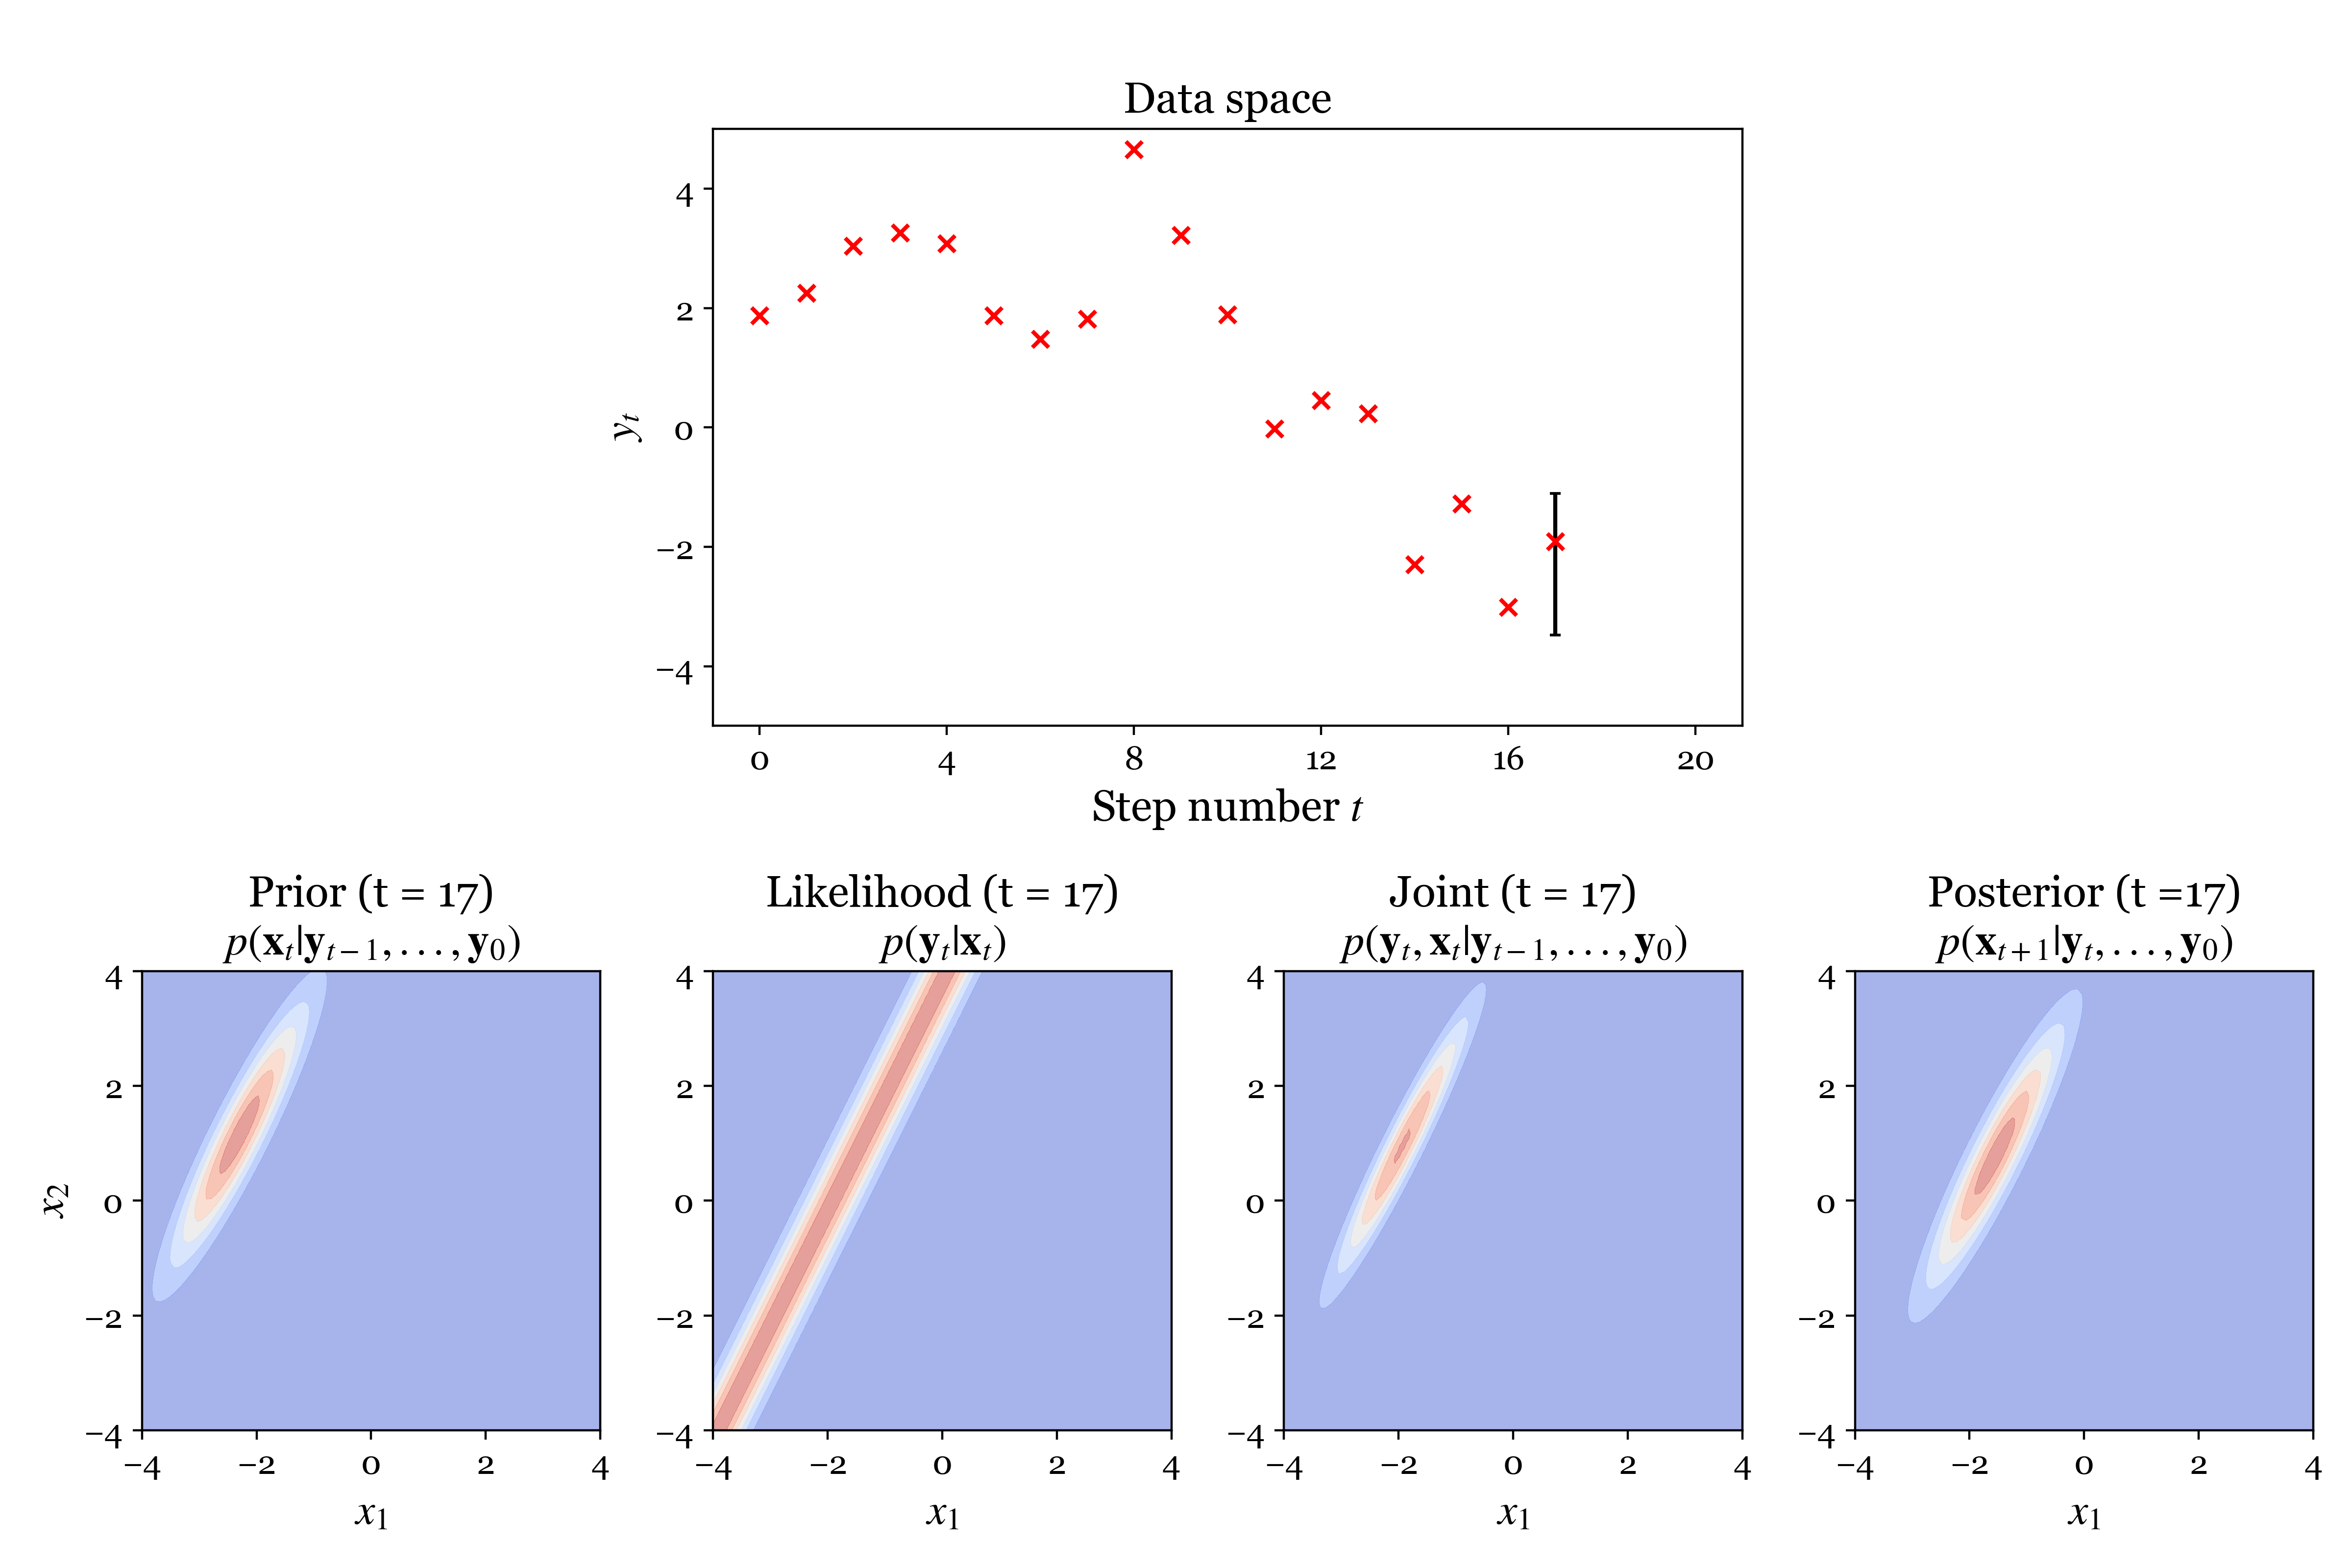 Data space
4
2
0
−2
−4
y_t
0 4 8 12 16 20
Step number t
Prior (t = 17)
p(x_t|y_{t−1}, . . . , y_0)
4
2
0
−2
−4
x_2
−4 −2 0 2 4
x_1
Likelihood (t = 17)
p(y_t|x_t)
4
2
0
−2
−4
−4 −2 0 2 4
x_1
Joint (t = 17)
p(y_t, x_t|y_{t−1}, . . . , y_0)
4
2
0
−2
−4
−4 −2 0 2 4
x_1
Posterior (t =17)
p(x_{t+1}|y_t, . . . , y_0)
4
2
0
−2
−4
−4 −2 0 2 4
x_1